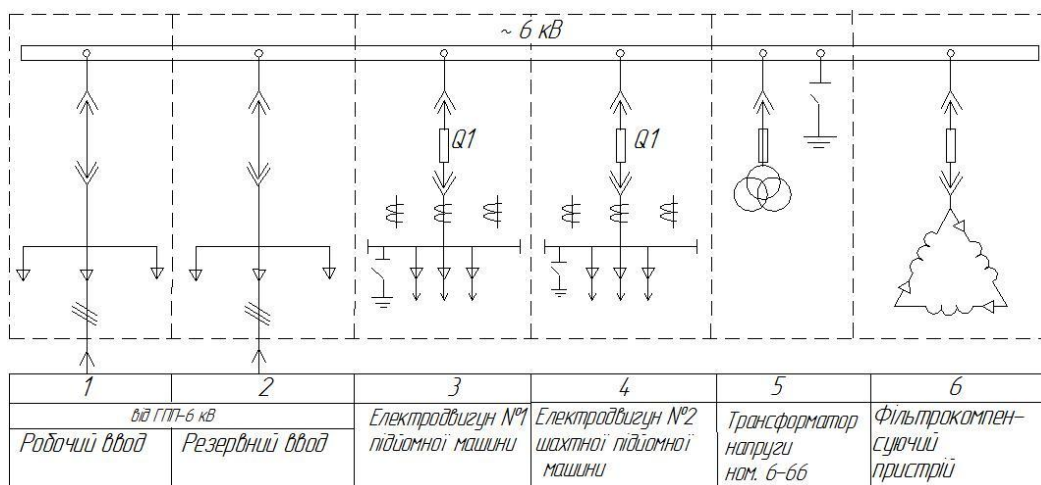 ~ 6 кВ
Q1
Q1
1
2
3
4
5
6
від ГПП-6 кВ
Робочий ввод
Резервний ввод
Електродвигун №1
підйомної машини
Електродвигун №2
шахтної підйомної
машини
Трансформатор
напруги
ном. 6-66
Фільтрокомпен-
суючий
пристрій